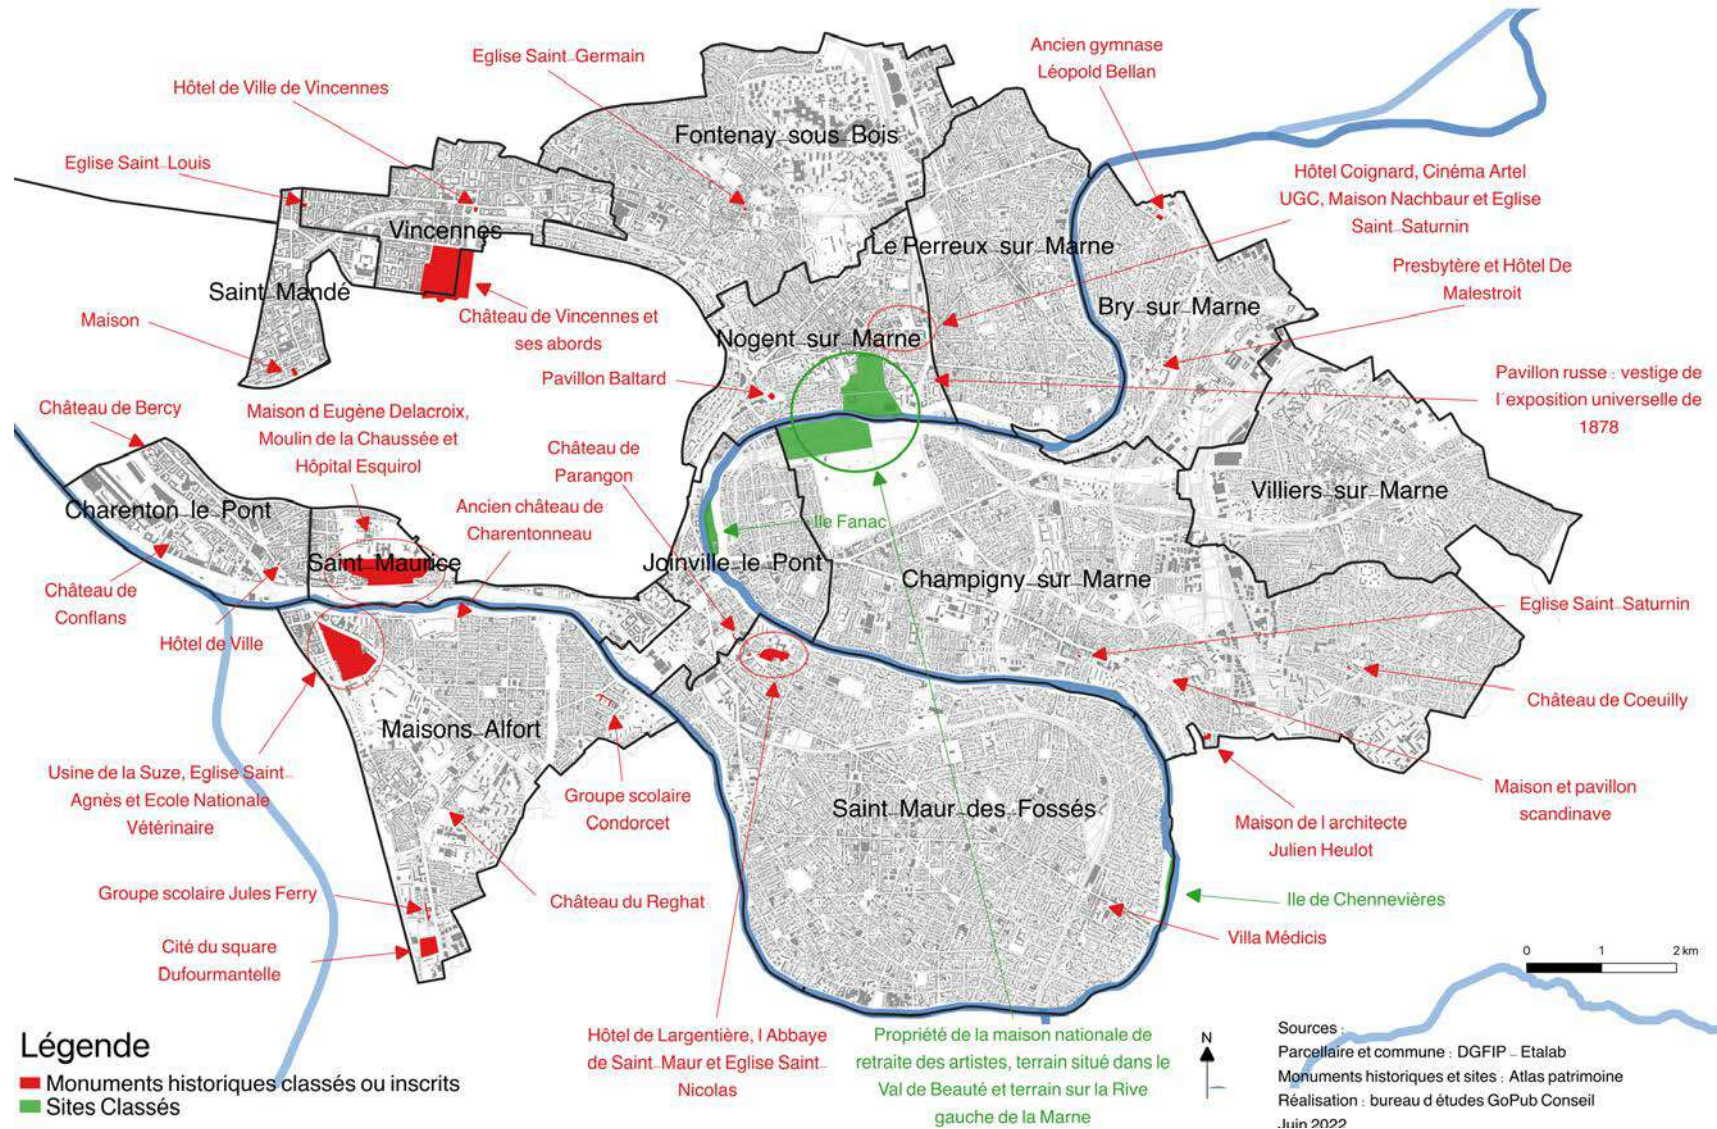 Eglise Saint-Germain
Ancien gymnase
Léopold Bellan
Hôtel de Ville de Vincennes
Fontenay sous Bois
Eglise Saint Louis
Hôtel Coignard, Cinéma Artel
UGC, Maison Nachbaur et Eglise
Saint-Saturnin
Vincennes
Le Perreux sur Marne
Presbytère et Hôtel De
Malestroit
Saint Mandé
Bry sur Marne
Maison
Château de Vincennes et
ses abords
Nogent sur Marne
Pavillon Baltard
Pavillon russe : vestige de
l'exposition universelle de
1878
Château de Bercy
Maison d Eugène Delacroix,
Moulin de la Chaussée et
Hôpital Esquirol
Château de
Parangon
Villiers sur Marne
Charenton le Pont
Ancien château de
Charentonneau
Ile Fanac
Saint Maurice
Joinville le Pont
Champigny sur Marne
Château de
Conflans
Eglise Saint-Saturnin
Hôtel de Ville
Château de Coeuilly
Maisons-Alfort
Usine de la Suze, Eglise Saint-
Agnès et Ecole Nationale
Vétérinaire
Groupe scolaire
Condorcet
Saint Maur des Fossés
Maison et pavillon
scandinave
Maison de l architecte
Julien Heulot
Groupe scolaire Jules Ferry
Château du Reghat
Ile de Chennevières
Villa Médicis
Cité du square
Dufourmantelle
0 1 2 km
Hôtel de Largentière, l Abbaye
de Saint-Maur et Eglise Saint-
Nicolas
Propriété de la maison nationale de
retraite des artistes, terrain situé dans le
Val de Beauté et terrain sur la Rive
gauche de la Marne
N
Légende
Monuments historiques classés ou inscrits
Sites Classés
Sources :
Parcellaire et commune : DGFIP - Etalab
Monuments historiques et sites : Atlas patrimoine
Réalisation : bureau d études GoPub Conseil
Juin 2022